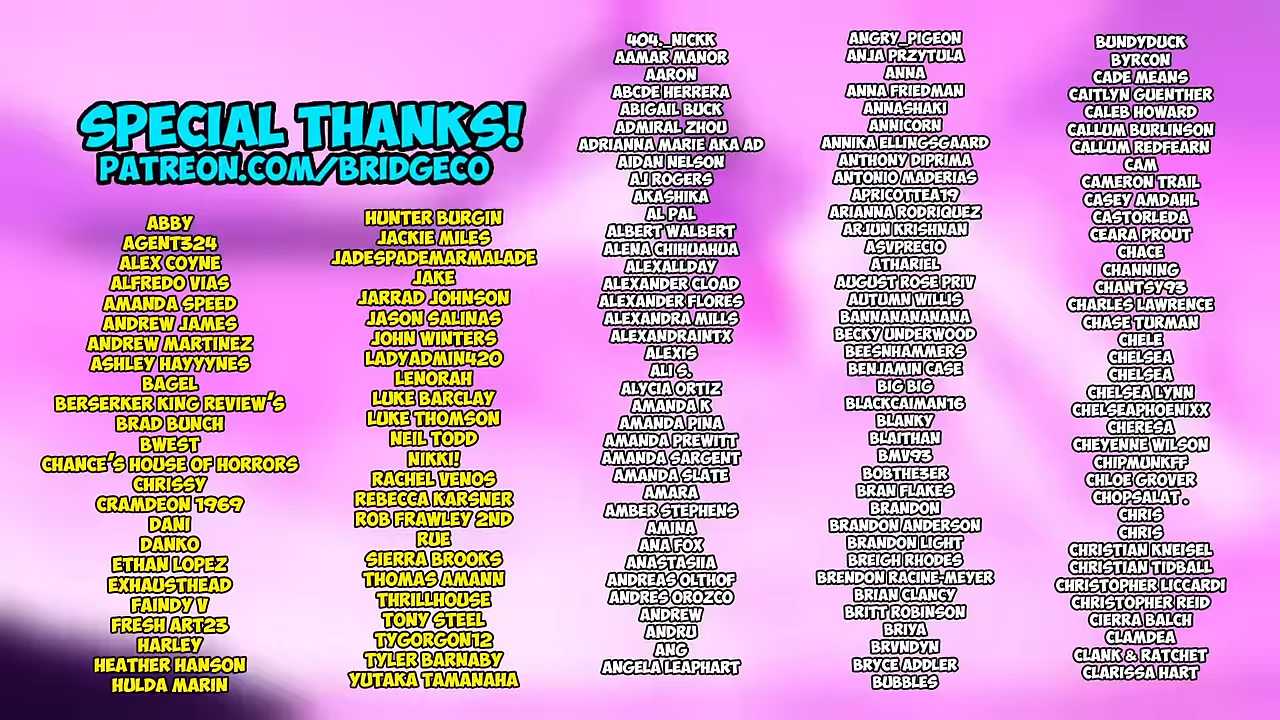 SPECIAL THANKS!
PATREON.COM/BRIDGECO
ABBY
AGENT324
ALEX COYNE
ALFREDO VIAS
AMANDA SPEED
ANDREW JAMES
ANDREW MARTINEZ
ASHLEY HAYYYNES
BAGEL
BERSERKER KING REVIEW'S
BRAD BUNCH
BWEST
CHANCE'S HOUSE OF HORRORS
CHRISSY
CRAMDEON 1969
DANI
DANKO
ETHAN LOPEZ
EXHAUSTHEAD
FAINDY V
FRESH ART23
HARLEY
HEATHER HANSON
HULDA MARIN
HUNTER BURGIN
JACKIE MILES
JADESPADEMARMALADE
JAKE
JARRAD JOHNSON
JASON SALINAS
JOHN WINTERS
LADYADMIN420
LENORAH
LUKE BARCLAY
LUKE THOMSON
NEIL TODD
NIKKI!
RACHEL VENOS
REBECCA KARSNER
ROB FRAWLEY 2ND
RUE
SIERRA BROOKS
THOMAS AMANN
THRILLHOUSE
TONY STEEL
TYGORGON12
TYLER BARNABY
YUTAKA TAMANAHA
404._NICKK
AAMAR MANOR
AARON
ABCDE HERRERA
ABIGAIL BUCK
ADMIRAL ZHOU
ADRIANNA MARIE AKA AD
AIDAN NELSON
AJ ROGERS
AKASHIKA
AL PAL
ALBERT WALBERT
ALENA CHIHUAHUA
ALEXALLDAY
ALEXANDER CLOAD
ALEXANDER FLORES
ALEXANDRA MILLS
ALEXANDRAINTX
ALEXIS
ALI S.
ALYCIA ORTIZ
AMANDA K
AMANDA PINA
AMANDA PREWITT
AMANDA SARGENT
AMANDA SLATE
AMARA
AMBER STEPHENS
AMINA
ANA FOX
ANASTASIIA
ANDREAS OLTHOF
ANDRES OROZCO
ANDREW
ANDRU
ANG
ANGELA LEAPHART
ANGRY_PIGEON
ANJA PRZYTULA
ANNA
ANNA FRIEDMAN
ANNASHAKI
ANNICORN
ANNIKA ELLINGSGAARD
ANTHONY DIPRIMA
ANTONIO MADERIAS
APRICOTTEA19
ARIANNA RODRIQUEZ
ARJUN KRISHNAN
ASVPRECIO
ATHARIEL
AUGUST ROSE PRIV
AUTUMN WILLIS
BANNANANANANA
BECKY UNDERWOOD
BEESNHAMMERS
BENJAMIN CASE
BIG BIG
BLACKCAIMAN16
BLANKY
BLAITHAN
BMV93
BOBTHE3ER
BRAN FLAKES
BRANDON
BRANDON ANDERSON
BRANDON LIGHT
BREIGH RHODES
BRENDON RACINE-MEYER
BRIAN CLANCY
BRITT ROBINSON
BRIYA
BRVNDYN
BRYCE ADDLER
BUBBLES
BUNDYDUCK
BYRCON
CADE MEANS
CAITLYN GUENTHER
CALEB HOWARD
CALLUM BURLINSON
CALLUM REDFEARN
CAM
CAMERON TRAIL
CASEY AMDAHL
CASTORLEDA
CEARA PROUT
CHACE
CHANNING
CHANTSY93
CHARLES LAWRENCE
CHASE TURMAN
CHELE
CHELSEA
CHELSEA
CHELSEA LYNN
CHELSEAPHOENIXX
CHERESA
CHEYENNE WILSON
CHIPMUNKFF
CHLOE GROVER
CHOPSALAT .
CHRIS
CHRIS
CHRISTIAN KNEISEL
CHRISTIAN TIDBALL
CHRISTOPHER LICCARDI
CHRISTOPHER REID
CIERRA BALCH
CLAMDEA
CLANK & RATCHET
CLARISSA HART